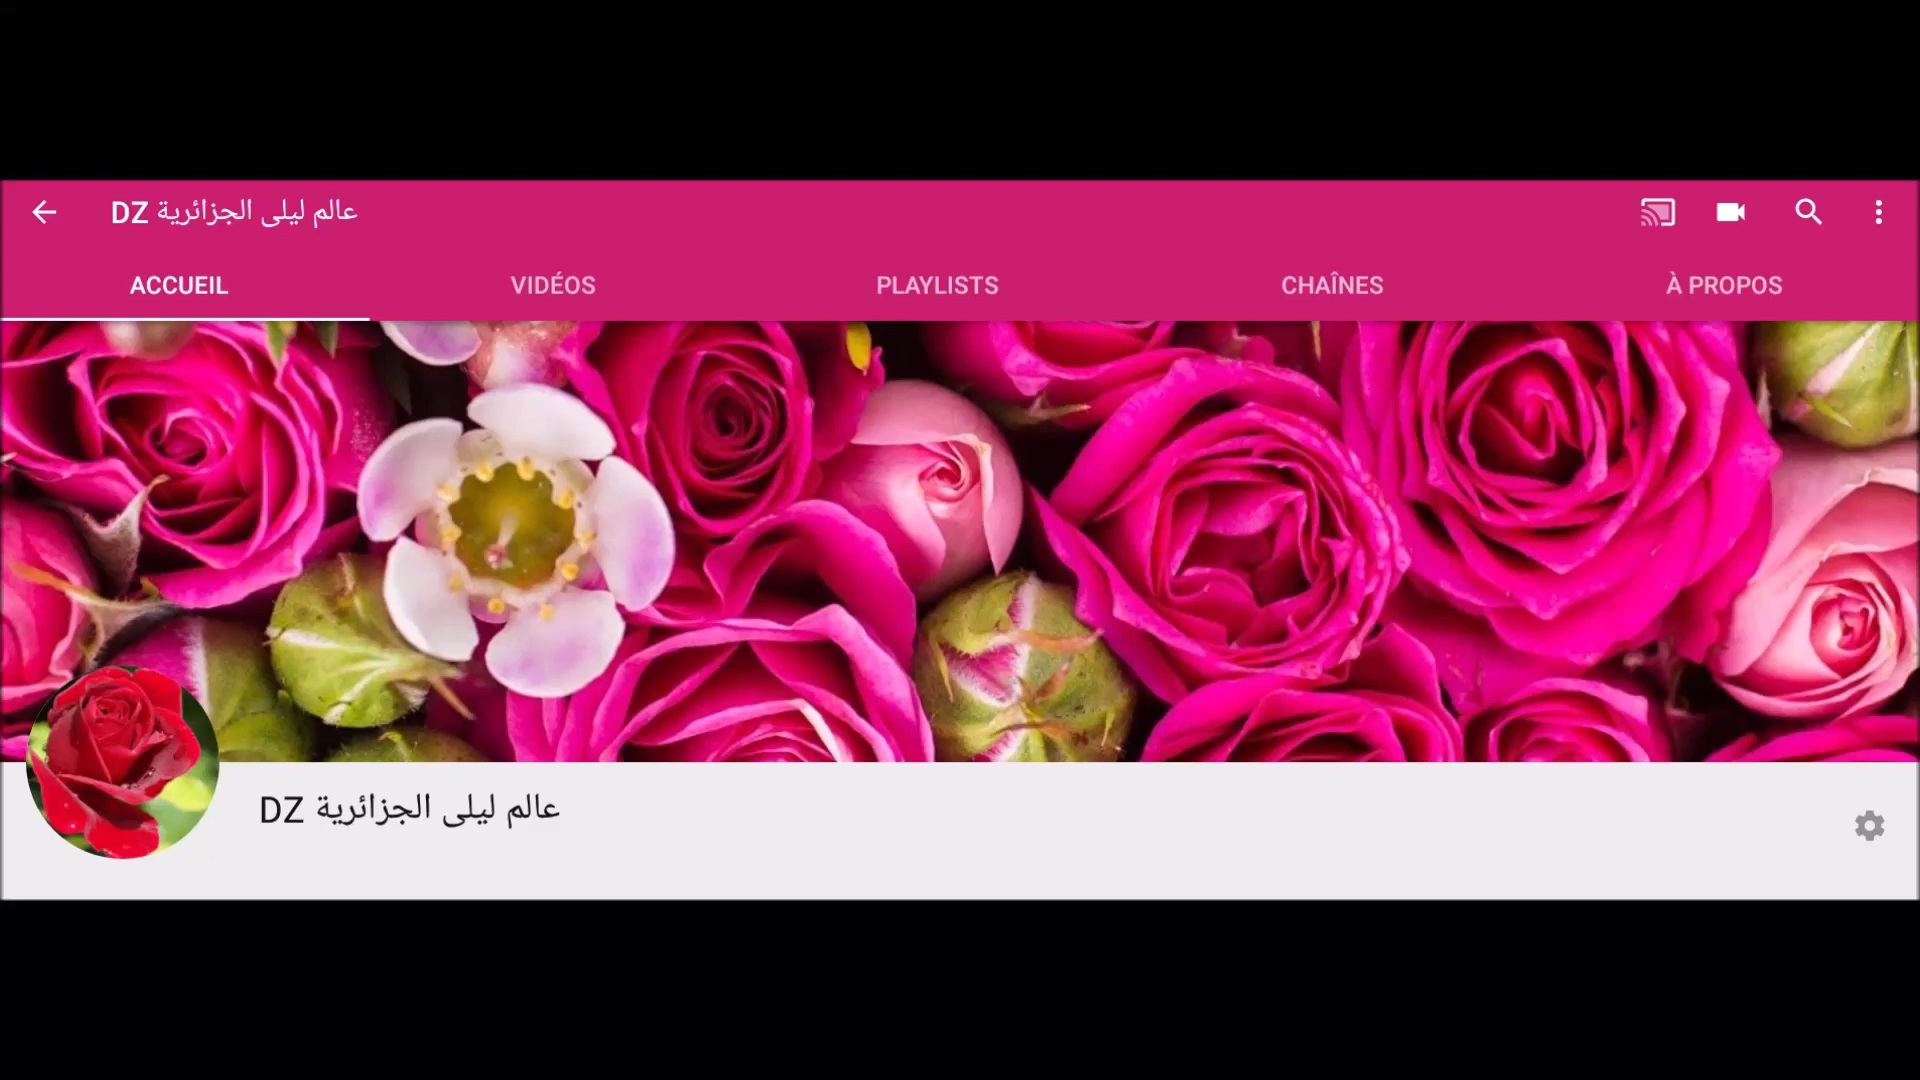 عالم ليلى الجزائرية DZ
ACCUEIL
VIDÉOS
PLAYLISTS
CHAÎNES
À PROPOS
عالم ليلى الجزائرية DZ